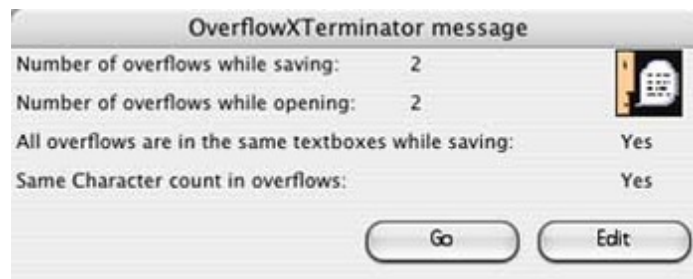 OverflowXTerminator message
Number of overflows while saving: 2
Number of overflows while opening: 2
All overflows are in the same textboxes while saving: Yes
Same Character count in overflows: Yes
Go Edit